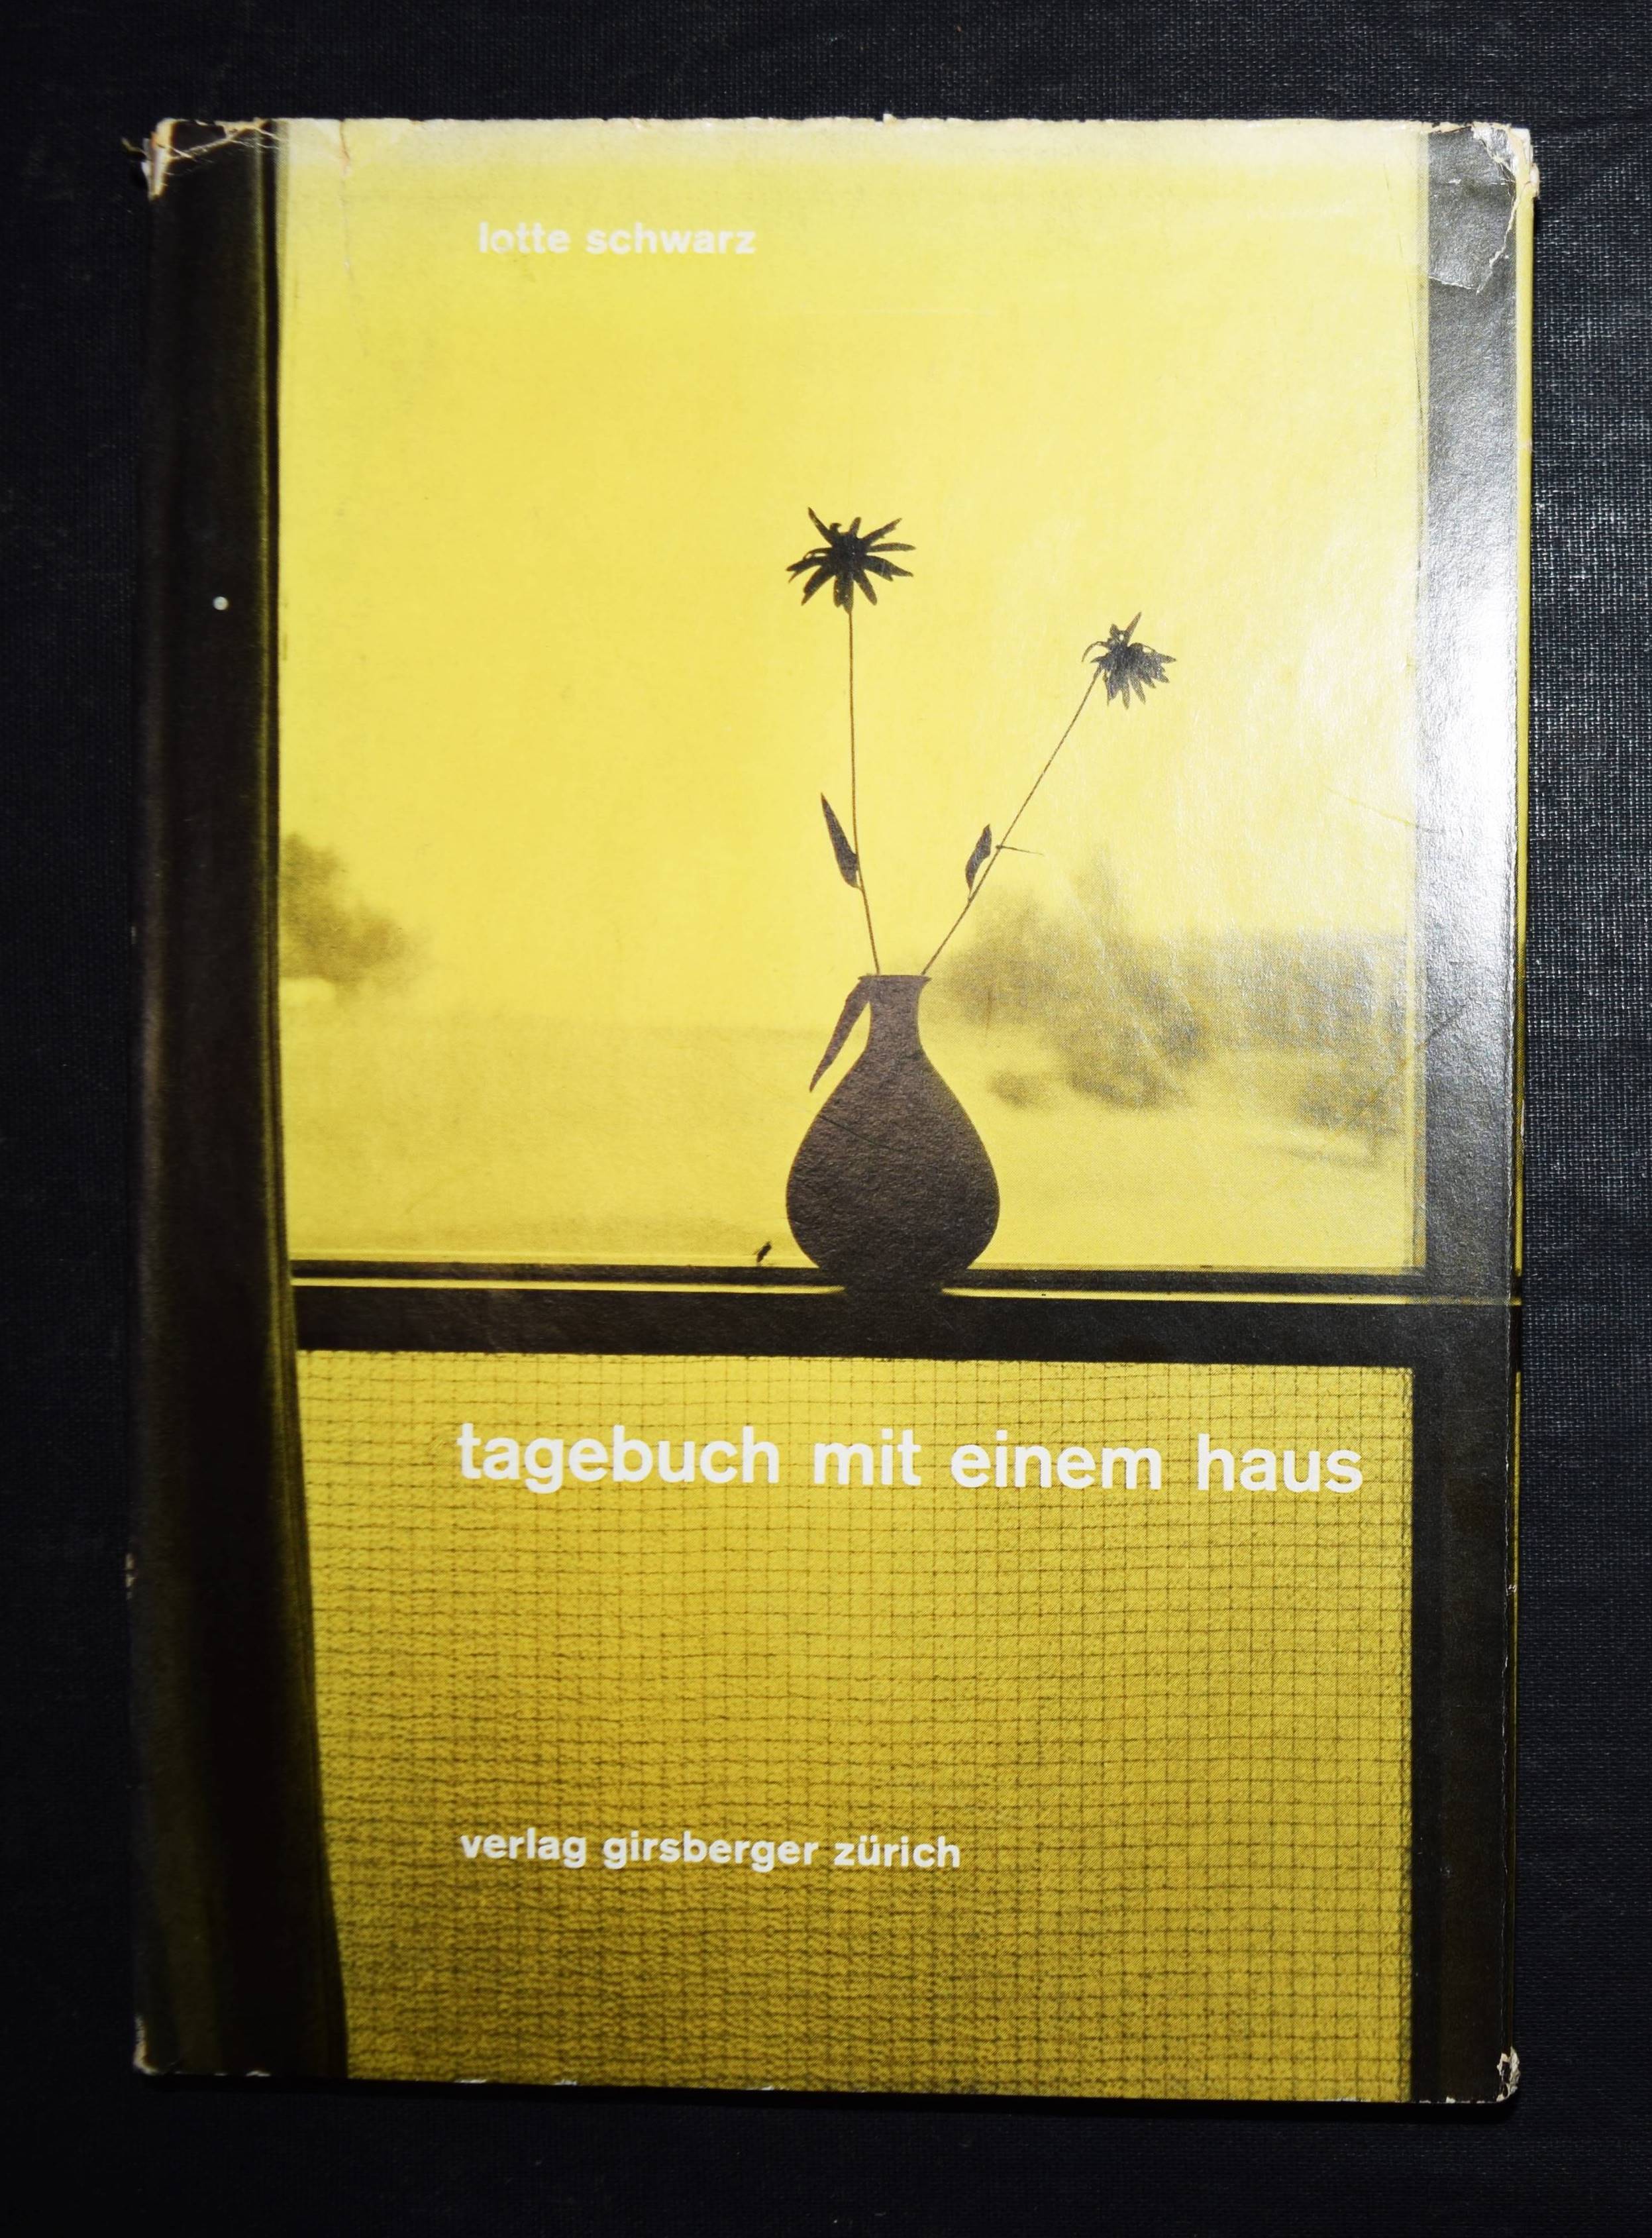 lotte schwarz
tagebuch mit einem haus
verlag girsberger zürich